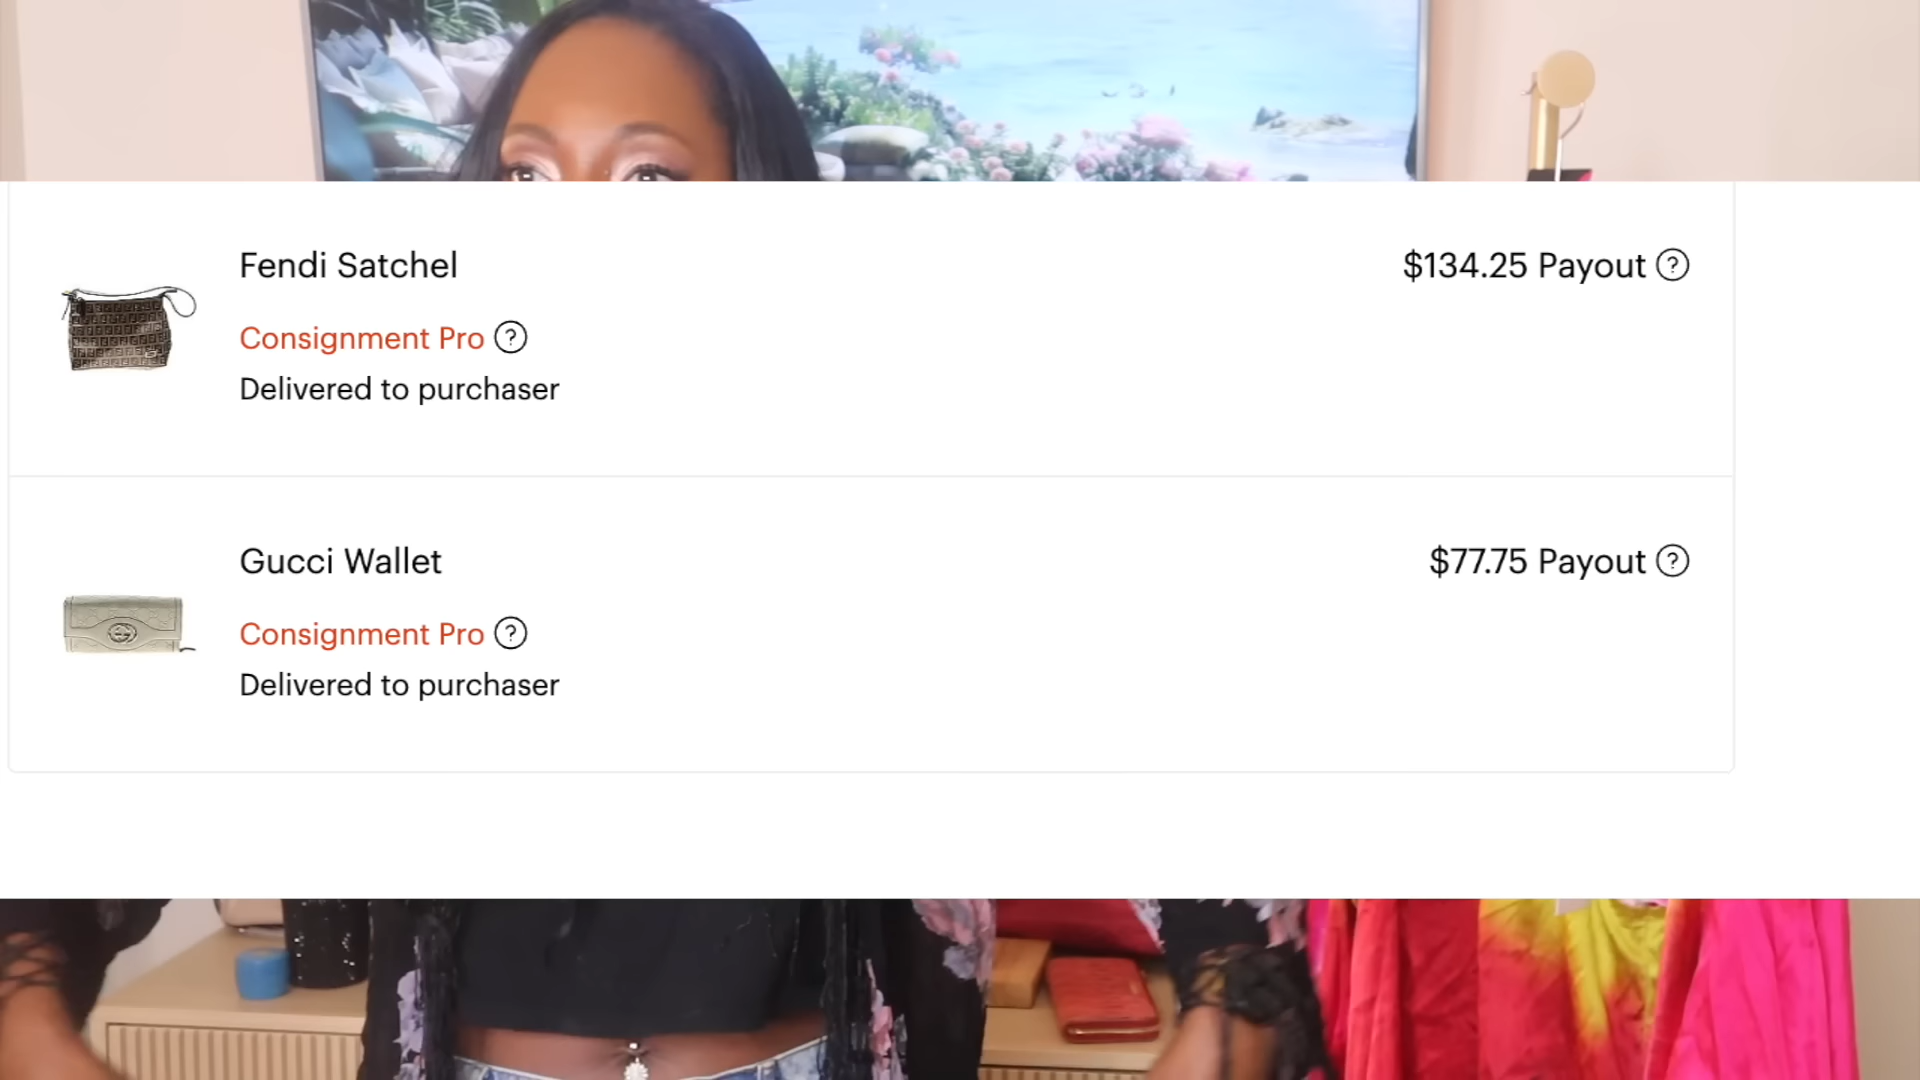 Fendi Satchel
$134.25 Payout ?
Consignment Pro ?
Delivered to purchaser
Gucci Wallet
$77.75 Payout ?
Consignment Pro ?
Delivered to purchaser